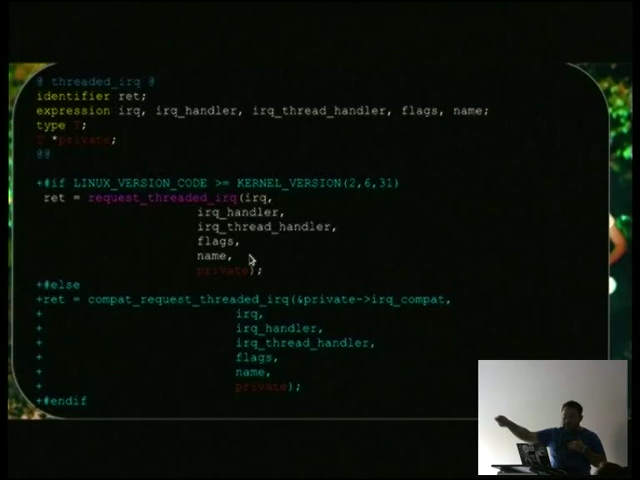 @ threaded_irq @
identifier ret;
expression irq, irq_handler, irq_thread_handler, flags, name;
type T;
T *private;
@@
+#if LINUX_VERSION_CODE >= KERNEL_VERSION(2,6,31)
ret = request_threaded_irq(irq,
irq_handler,
irq_thread_handler,
flags,
name,
private);
+#else
+ret = compat_request_threaded_irq(&private->irq_compat,
+ irq,
+ irq_handler,
+ irq_thread_handler,
+ flags,
+ name,
+ private);
+#endif